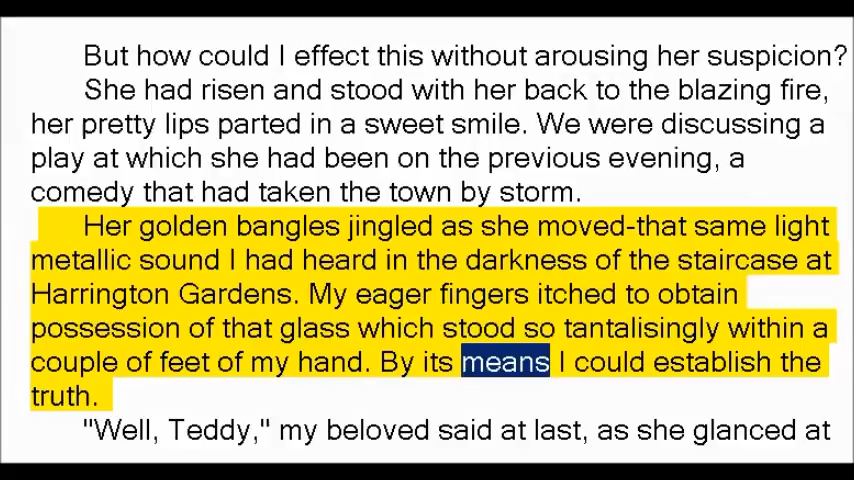 But how could I effect this without arousing her suspicion?
She had risen and stood with her back to the blazing fire,
her pretty lips parted in a sweet smile. We were discussing a
play at which she had been on the previous evening, a
comedy that had taken the town by storm.
Her golden bangles jingled as she moved-that same light
metallic sound I had heard in the darkness of the staircase at
Harrington Gardens. My eager fingers itched to obtain
possession of that glass which stood so tantalisingly within a
couple of feet of my hand. By its means I could establish the
truth.
"Well, Teddy," my beloved said at last, as she glanced at